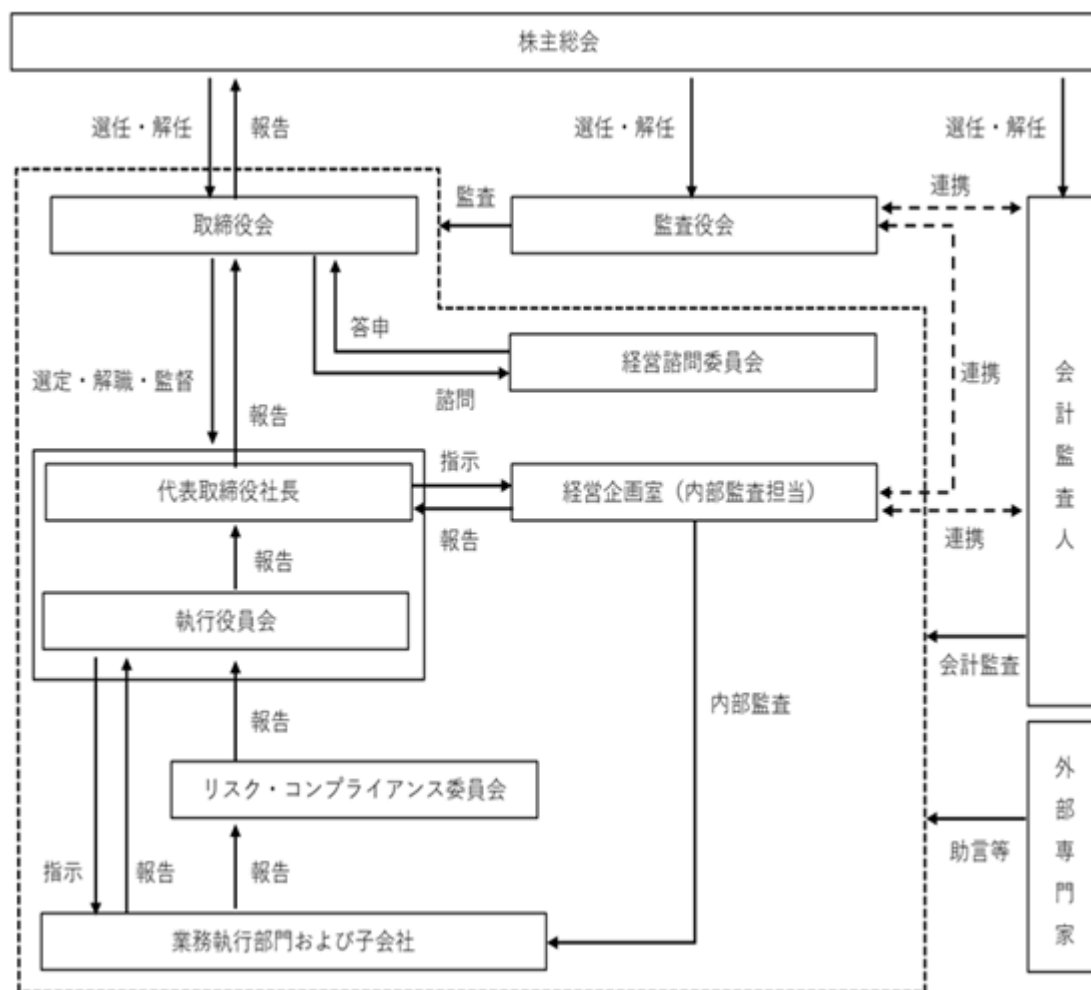 株主総会
選任・解任
報告
選任・解任
選任・解任
取締役会
監査
監査役会
連携
答申
経営諮問委員会
諮問
連携
会計監査人
選定・解職・監督
報告
代表取締役社長
指示
経営企画室（内部監査担当）
報告
連携
報告
執行役員会
会計監査
報告
内部監査
リスク・コンプライアンス委員会
外部専門家
助言等
指示
報告
報告
業務執行部門および子会社